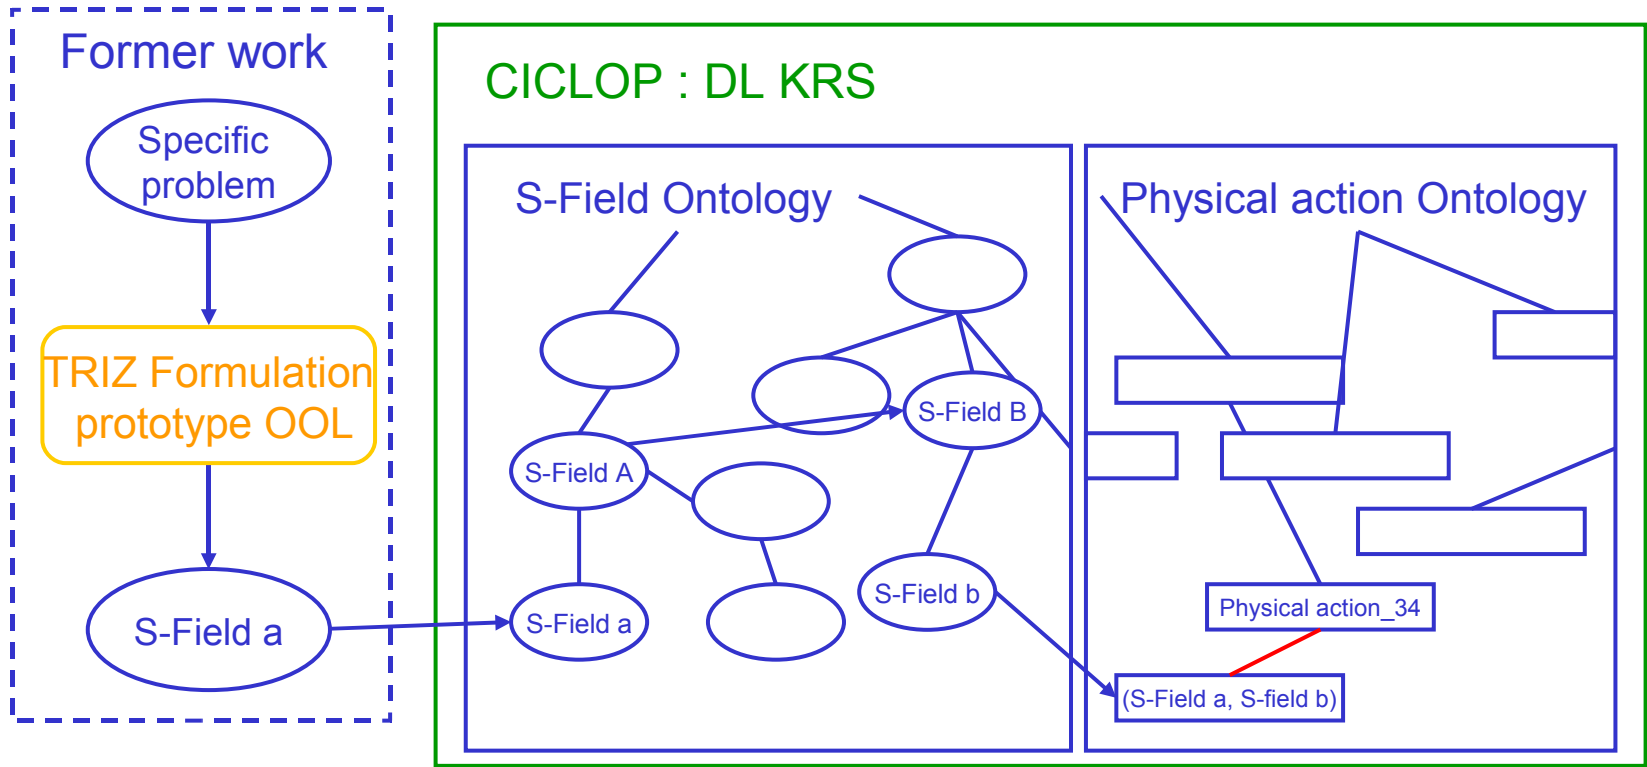 Former work
Specific
problem
TRIZ Formulation
prototype OOL
S-Field a
CICLOP : DL KRS
S-Field Ontology
S-Field B
S-Field A
S-Field b
S-Field a
Physical action Ontology
Physical action_34
(S-Field a, S-field b)